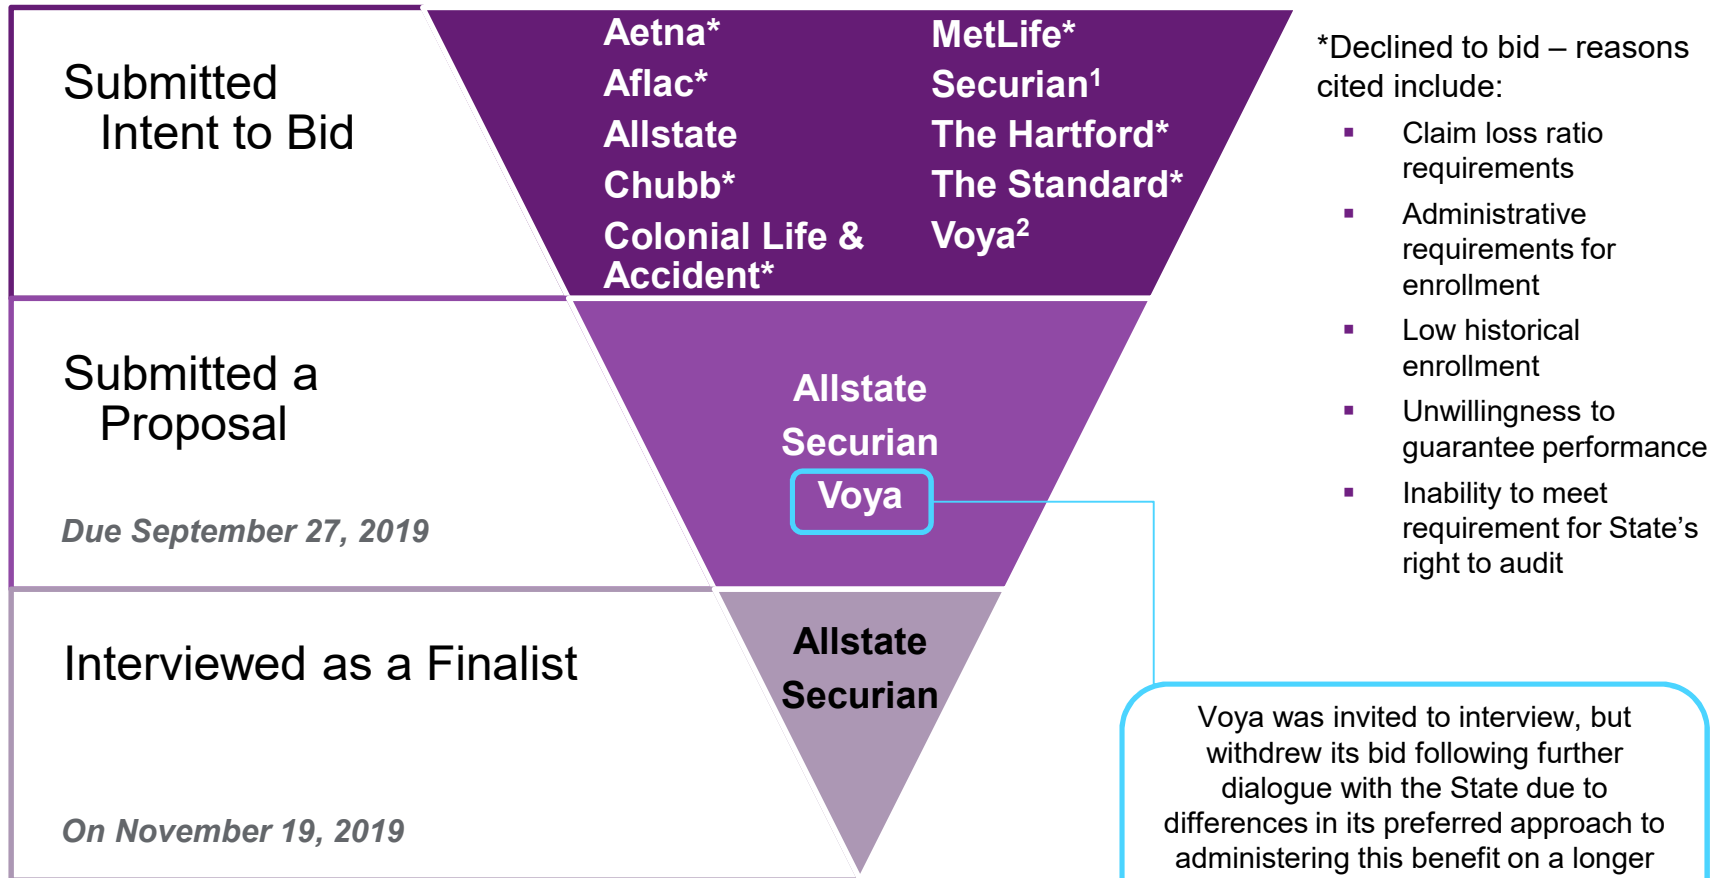 Submitted
Intent to Bid
Aetna*
Aflac*
Allstate
Chubb*
Colonial Life &
Accident*
MetLife*
Securian¹
The Hartford*
The Standard*
Voya²
*Declined to bid – reasons
cited include:
▪ Claim loss ratio
requirements
▪ Administrative
requirements for
enrollment
▪ Low historical
enrollment
▪ Unwillingness to
guarantee performance
▪ Inability to meet
requirement for State’s
right to audit
Submitted a
Proposal
Due September 27, 2019
Allstate
Securian
Voya
Interviewed as a Finalist
On November 19, 2019
Allstate
Securian
Voya was invited to interview, but
withdrew its bid following further
dialogue with the State due to
differences in its preferred approach to
administering this benefit on a longer